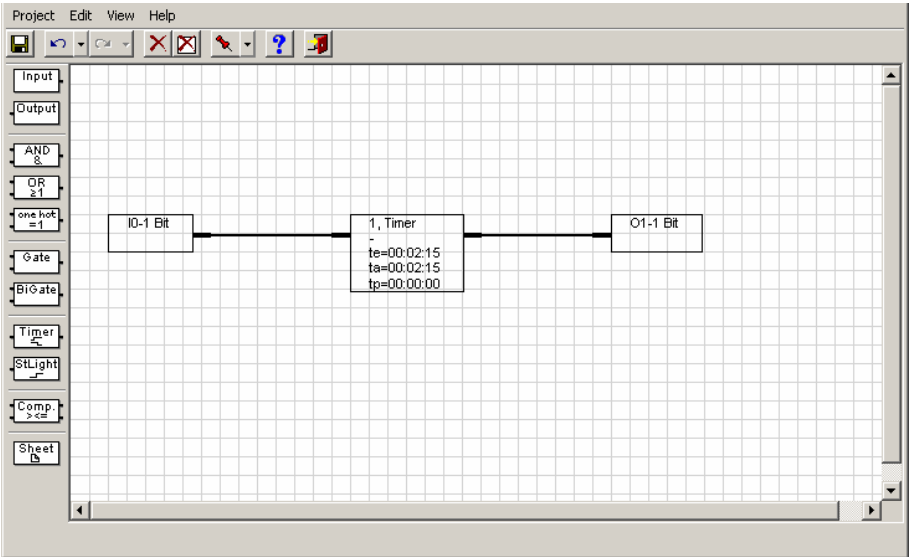 Project Edit View Help
?
Input
Output
AND
&
OR
≥1
one hot
=1
Gate
BiGate
Timer
StLight
Comp.
><=
Sheet
I0-1 Bit
1, Timer
-
te=00:02:15
ta=00:02:15
tp=00:00:00
O1-1 Bit